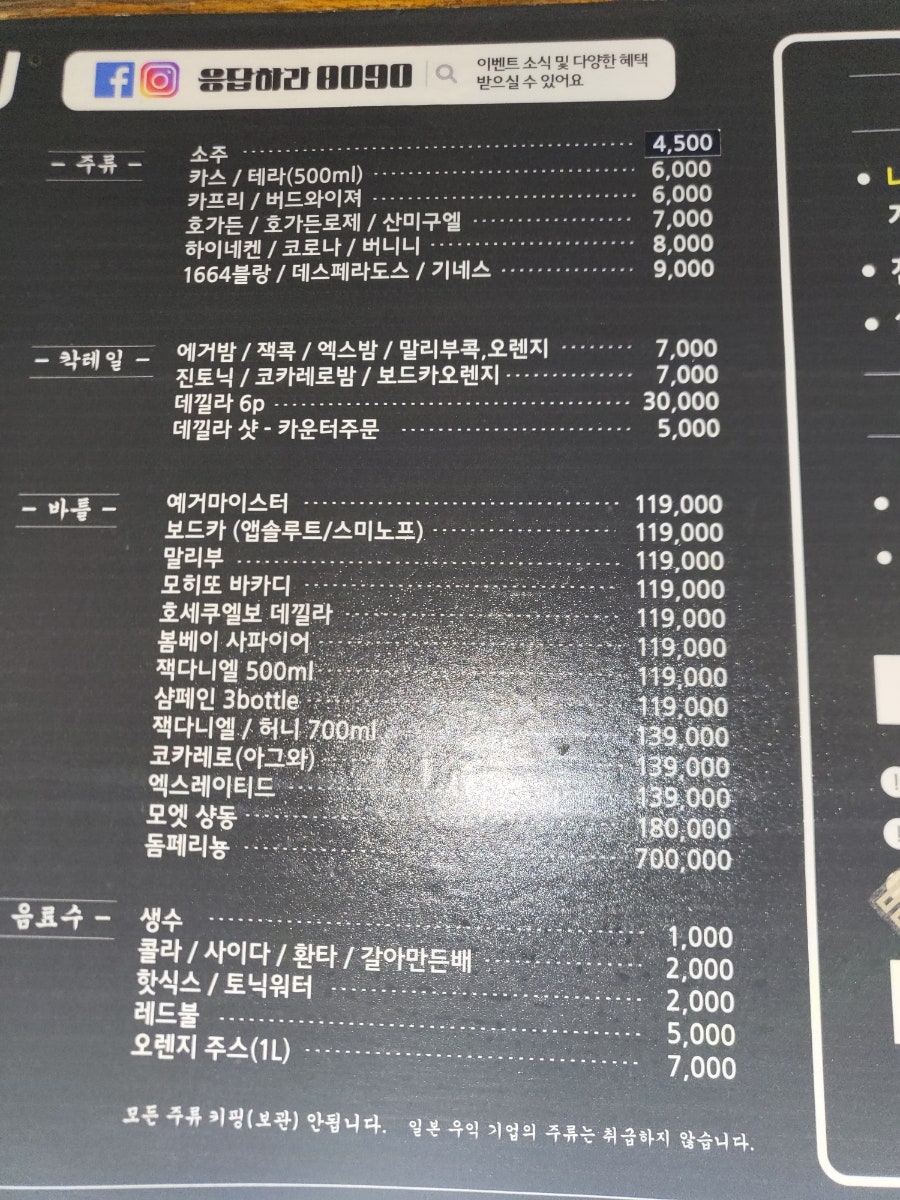 응답하라 8090
이벤트 소식 및 다양한 혜택
받으실 수 있어요
- 주류 -
소주 4,500
카스 / 테라(500ml) 6,000
카프리 / 버드와이져 6,000
호가든 / 호가든로제 / 산미구엘 7,000
하이네켄 / 코로나 / 버니니 8,000
1664블랑 / 데스페라도스 / 기네스 9,000
- 칵테일 -
에거밤 / 잭콕 / 엑스밤 / 말리부콕,오렌지 7,000
진토닉 / 코카레로밤 / 보드카오렌지 7,000
데낄라 6p 30,000
데낄라 샷 - 카운터주문 5,000
- 바틀 -
예거마이스터 119,000
보드카 (앱솔루트/스미노프) 119,000
말리부 119,000
모히또 바카디 119,000
호세쿠엘보 데낄라 119,000
봄베이 사파이어 119,000
잭다니엘 500ml 119,000
샴페인 3bottle 119,000
잭다니엘 / 허니 700ml 139,000
코카레로(아그와) 139,000
엑스레이티드 139,000
모엣 샹동 180,000
돔페리뇽 700,000
음료수 -
생수 1,000
콜라 / 사이다 / 환타 / 갈아만든배 2,000
핫식스 / 토닉워터 2,000
레드불 5,000
오렌지 주스(1L) 7,000
모든 주류 키핑(보관) 안됩니다. 일본 우익 기업의 주류는 취급하지 않습니다.